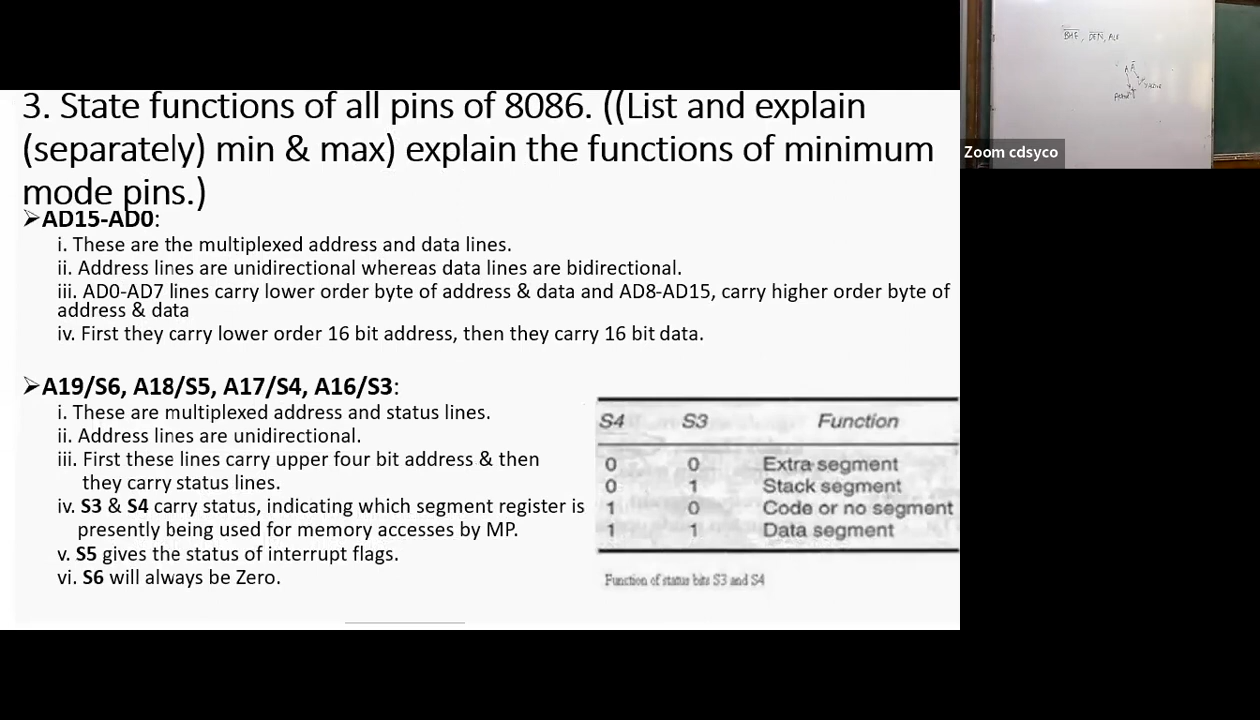 3. State functions of all pins of 8086. ((List and explain
(separately) min & max) explain the functions of minimum
mode pins.)
➢AD15-AD0:
i. These are the multiplexed address and data lines.
ii. Address lines are unidirectional whereas data lines are bidirectional.
iii. AD0-AD7 lines carry lower order byte of address & data and AD8-AD15, carry higher order byte of
address & data
iv. First they carry lower order 16 bit address, then they carry 16 bit data.
➢A19/S6, A18/S5, A17/S4, A16/S3:
i. These are multiplexed address and status lines.
ii. Address lines are unidirectional.
iii. First these lines carry upper four bit address & then
they carry status lines.
iv. S3 & S4 carry status, indicating which segment register is
presently being used for memory accesses by MP.
v. S5 gives the status of interrupt flags.
vi. S6 will always be Zero.
S4 S3 Function
0 0 Extra segment
0 1 Stack segment
1 0 Code or no segment
1 1 Data segment
Function of status bits S3 and S4
BHE, DEN, ALE
Zoom cdsyco